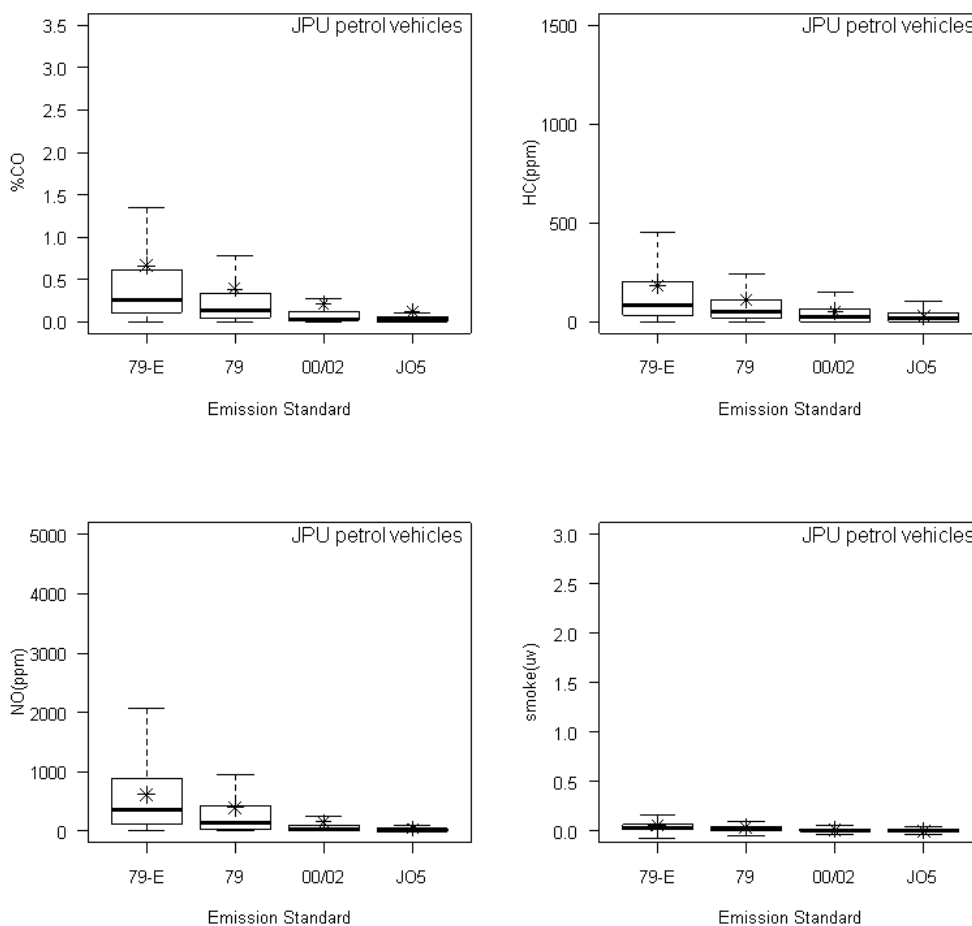 JPU petrol vehicles
3.5
3.0
2.5
2.0
1.5
1.0
0.5
0.0
%CO
79-E 79 00/02 JO5
Emission Standard
JPU petrol vehicles
1500
1000
500
0
HC(ppm)
79-E 79 00/02 JO5
Emission Standard
JPU petrol vehicles
5000
4000
3000
2000
1000
0
NO(ppm)
79-E 79 00/02 JO5
Emission Standard
JPU petrol vehicles
3.0
2.5
2.0
1.5
1.0
0.5
0.0
smoke(uv)
79-E 79 00/02 JO5
Emission Standard